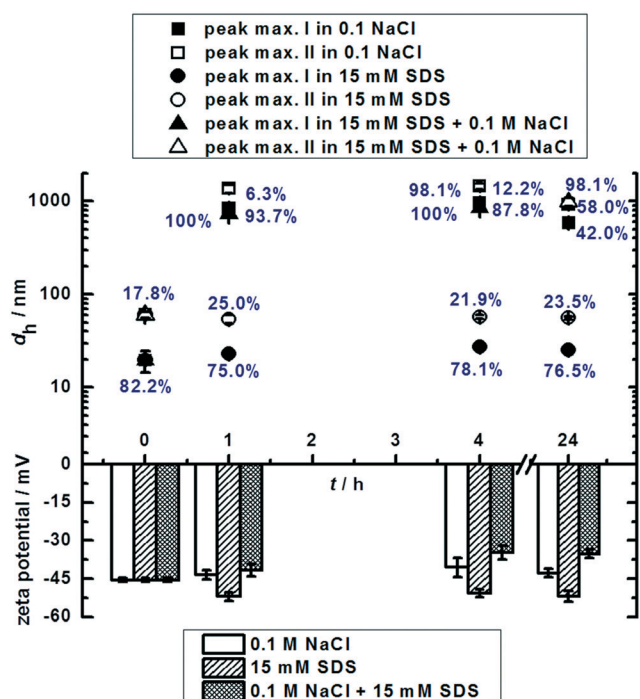 peak max. I in 0.1 NaCl
peak max. II in 0.1 NaCl
peak max. I in 15 mM SDS
peak max. II in 15 mM SDS
peak max. I in 15 mM SDS + 0.1 M NaCl
peak max. II in 15 mM SDS + 0.1 M NaCl
1000
100
10
d_h / nm
6.3%
100%
93.7%
98.1%
12.2%
98.1%
100%
87.8%
58.0%
42.0%
17.8%
25.0%
21.9%
23.5%
82.2%
75.0%
78.1%
76.5%
0
1
2
3
4
24
t / h
0
-15
-30
-45
-60
zeta potential / mV
0.1 M NaCl
15 mM SDS
0.1 M NaCl + 15 mM SDS